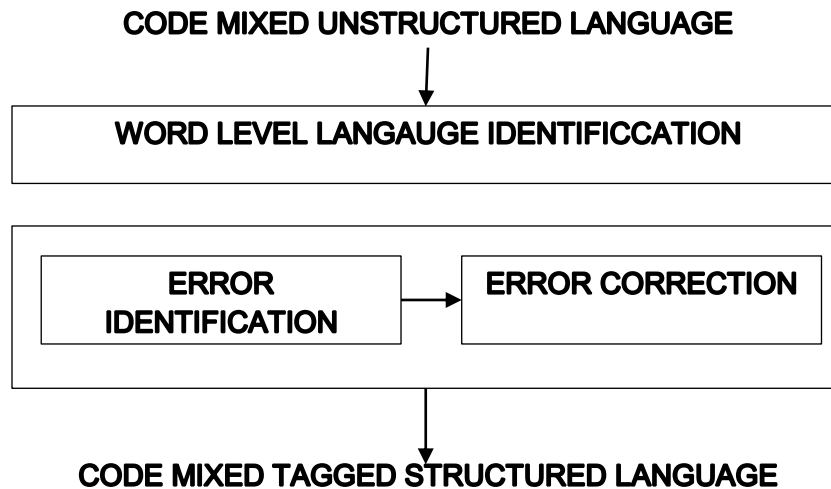 CODE MIXED UNSTRUCTURED LANGUAGE
WORD LEVEL LANGAUGE IDENTIFICCATION
ERROR
IDENTIFICATION
ERROR CORRECTION
CODE MIXED TAGGED STRUCTURED LANGUAGE